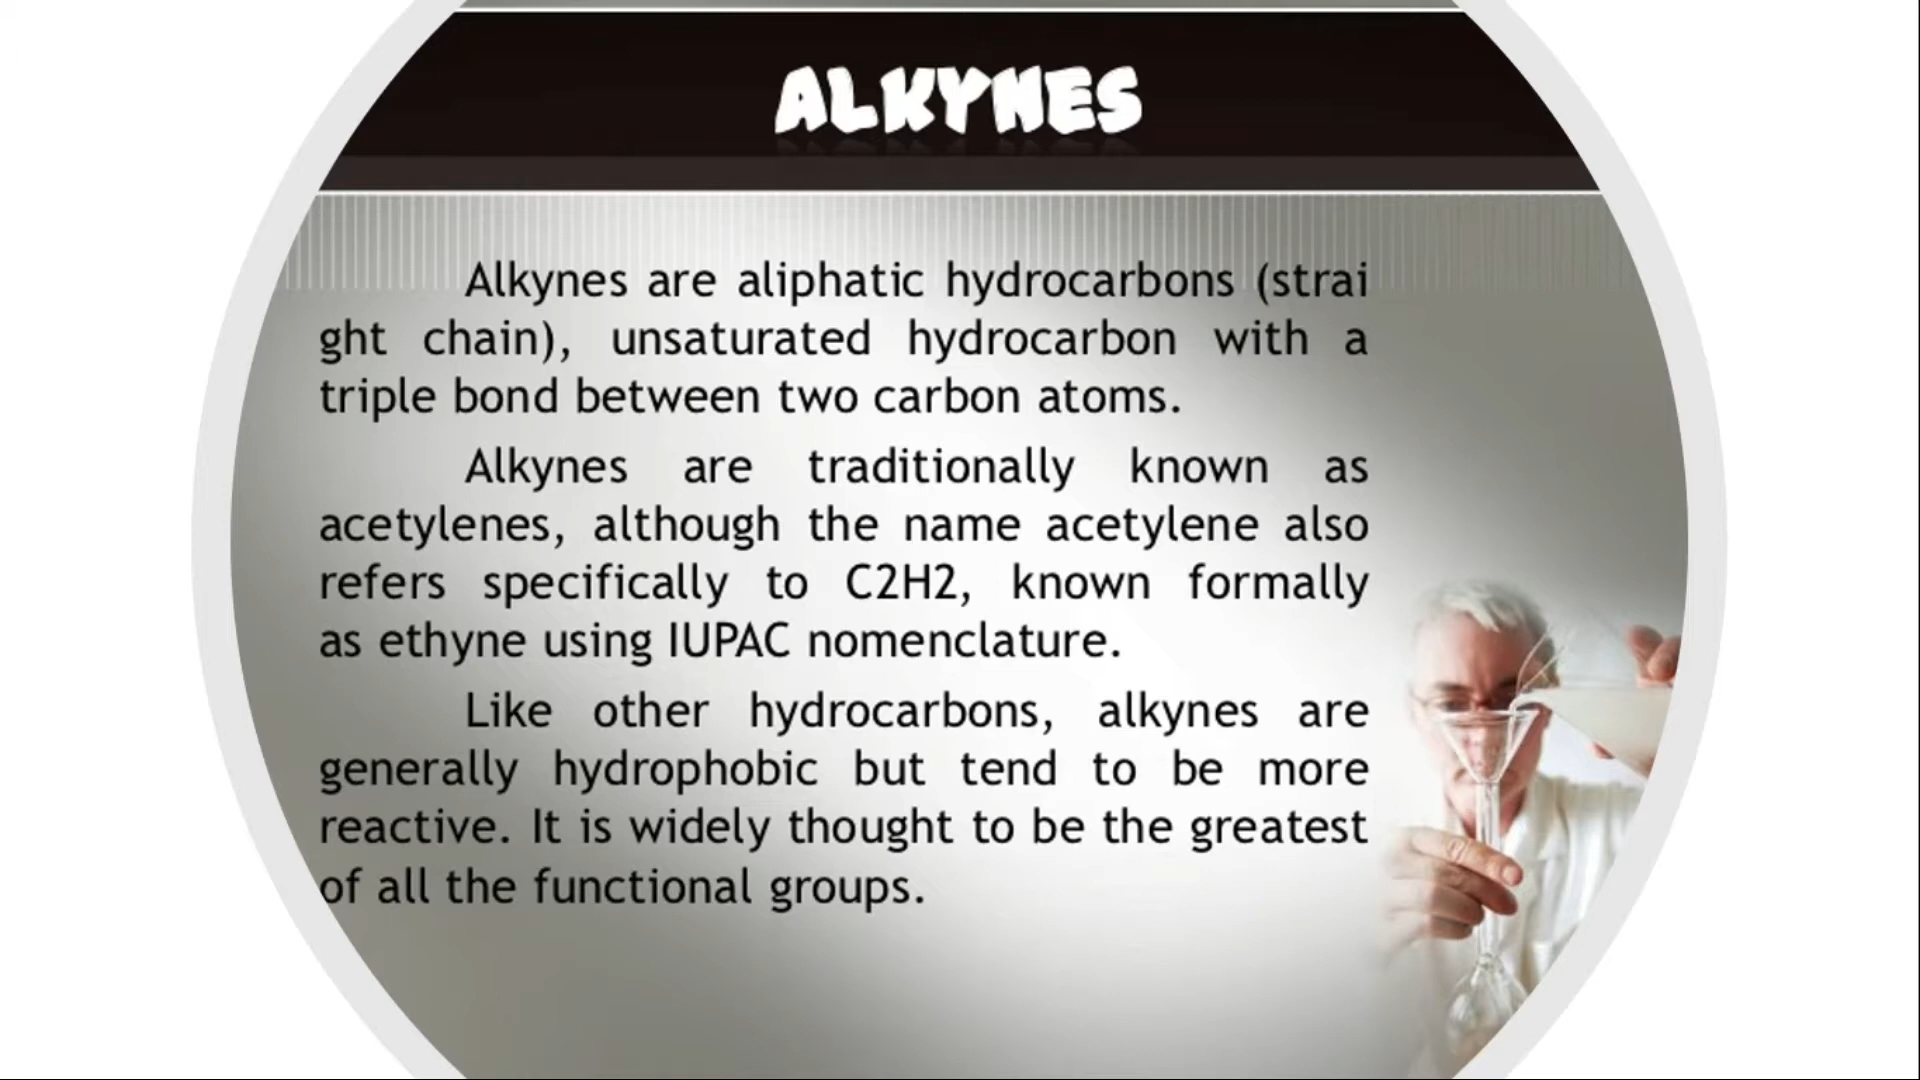 ALKYNES
Alkynes are aliphatic hydrocarbons (strai
ght chain), unsaturated hydrocarbon with a
triple bond between two carbon atoms.
Alkynes are traditionally known as
acetylenes, although the name acetylene also
refers specifically to C2H2, known formally
as ethyne using IUPAC nomenclature.
Like other hydrocarbons, alkynes are
generally hydrophobic but tend to be more
reactive. It is widely thought to be the greatest
of all the functional groups.